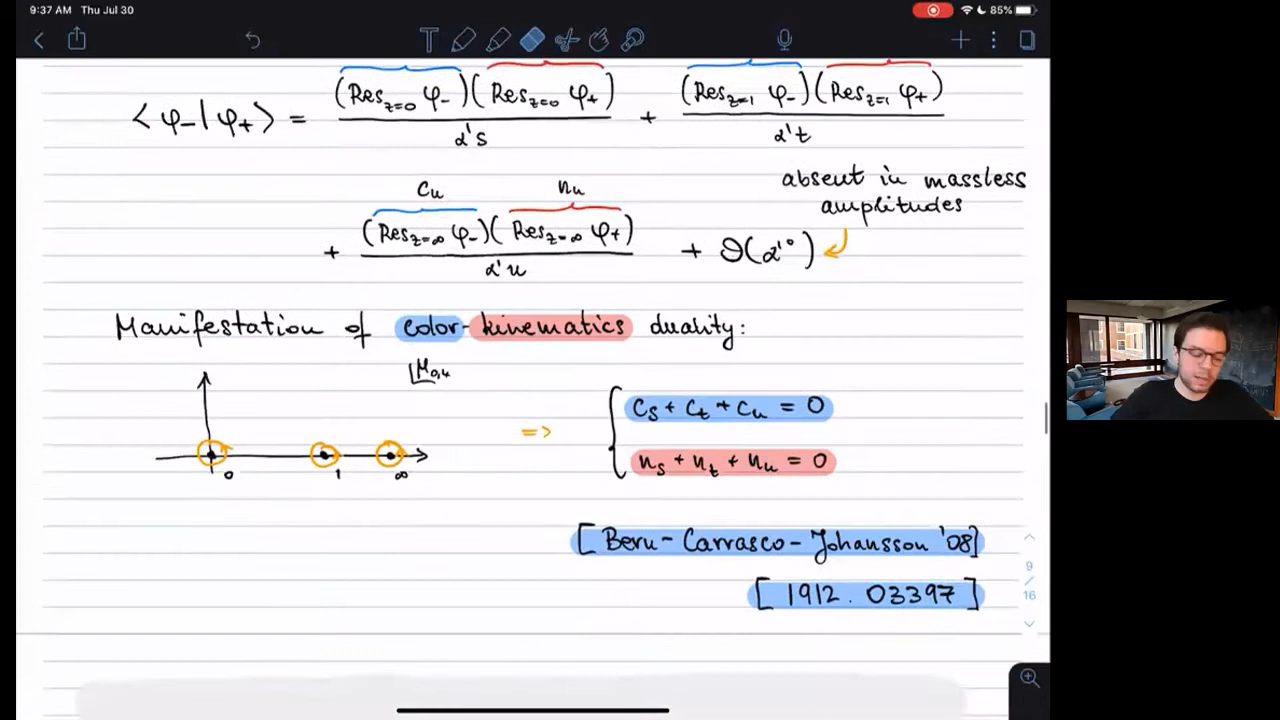 9:37 AM Thu Jul 30
85%
⟨φ₋|φ₊⟩ = (Res_{z=0} φ₋)(Res_{z=0} φ₊) / α's + (Res_{z=1} φ₋)(Res_{z=1} φ₊) / α't
absent in massless
amplitudes
c_u n_u
+ (Res_{z=∞} φ₋)(Res_{z=∞} φ₊) / α'u + O(α'⁰)
Manifestation of color-kinematics duality:
M₀,₄
=> { c_s + c_t + c_u = 0
n_s + n_t + n_u = 0
0 1 ∞
[Bern-Carrasco-Johansson '08]
[1912.03397]
9
/
16